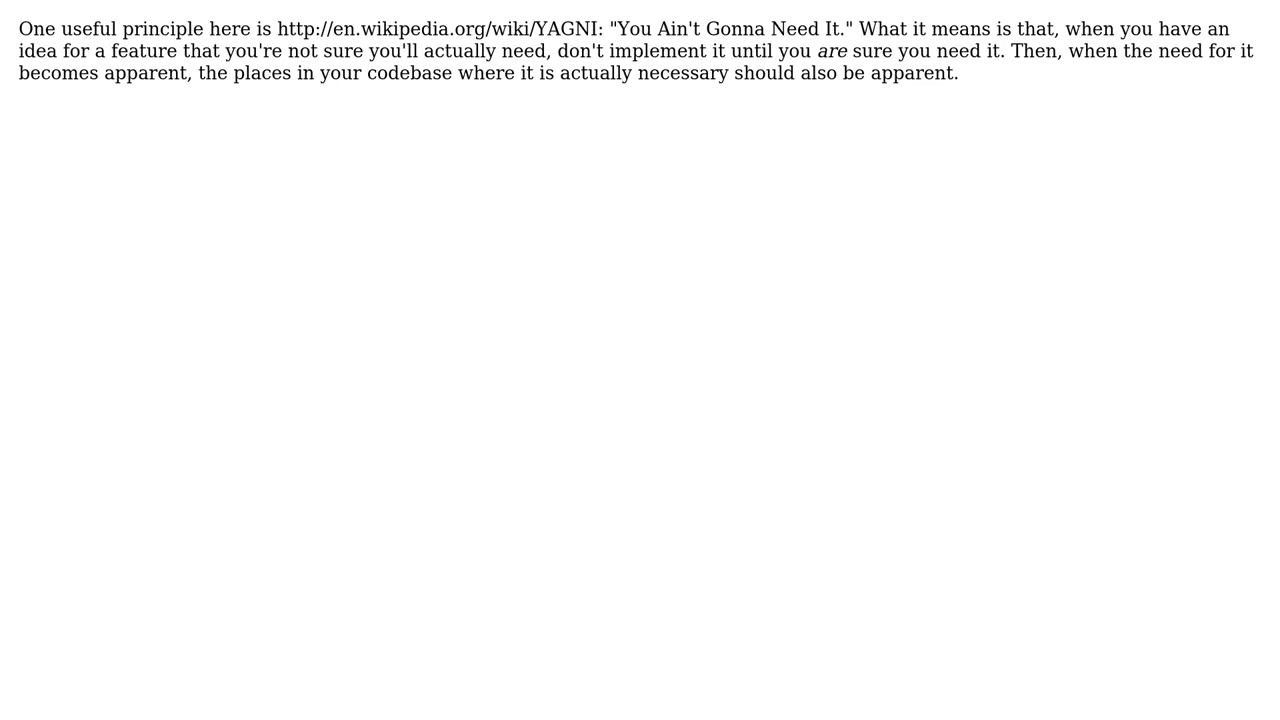 One useful principle here is http://en.wikipedia.org/wiki/YAGNI: "You Ain't Gonna Need It." What it means is that, when you have an
idea for a feature that you're not sure you'll actually need, don't implement it until you are sure you need it. Then, when the need for it
becomes apparent, the places in your codebase where it is actually necessary should also be apparent.